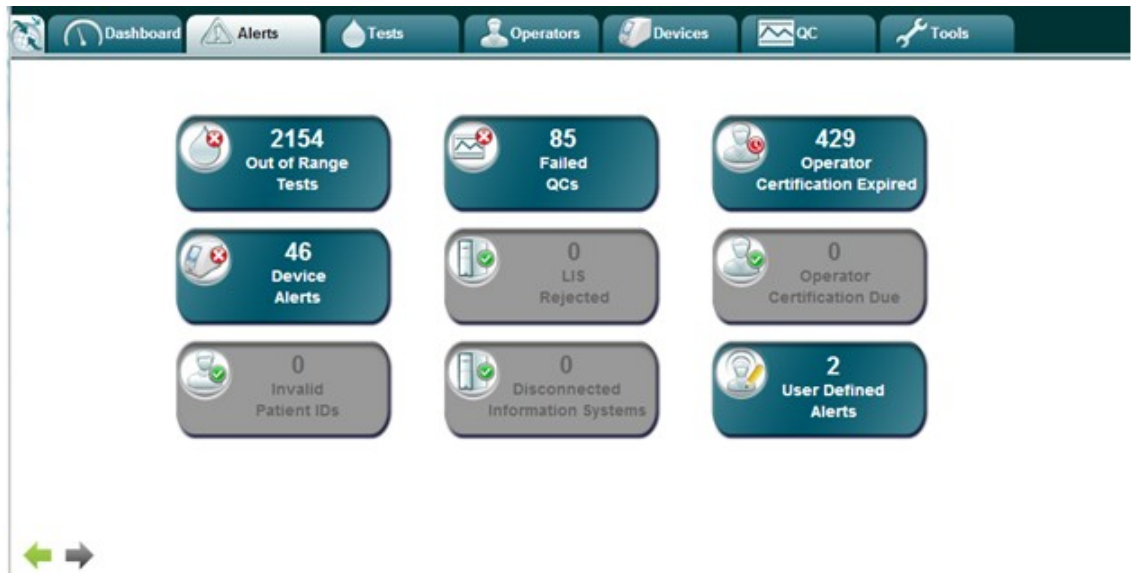 Dashboard Alerts Tests Operators Devices QC Tools
2154
Out of Range
Tests
85
Failed
QCs
429
Operator
Certification Expired
46
Device
Alerts
0
LIS
Rejected
0
Operator
Certification Due
0
Invalid
Patient IDs
0
Disconnected
Information Systems
2
User Defined
Alerts